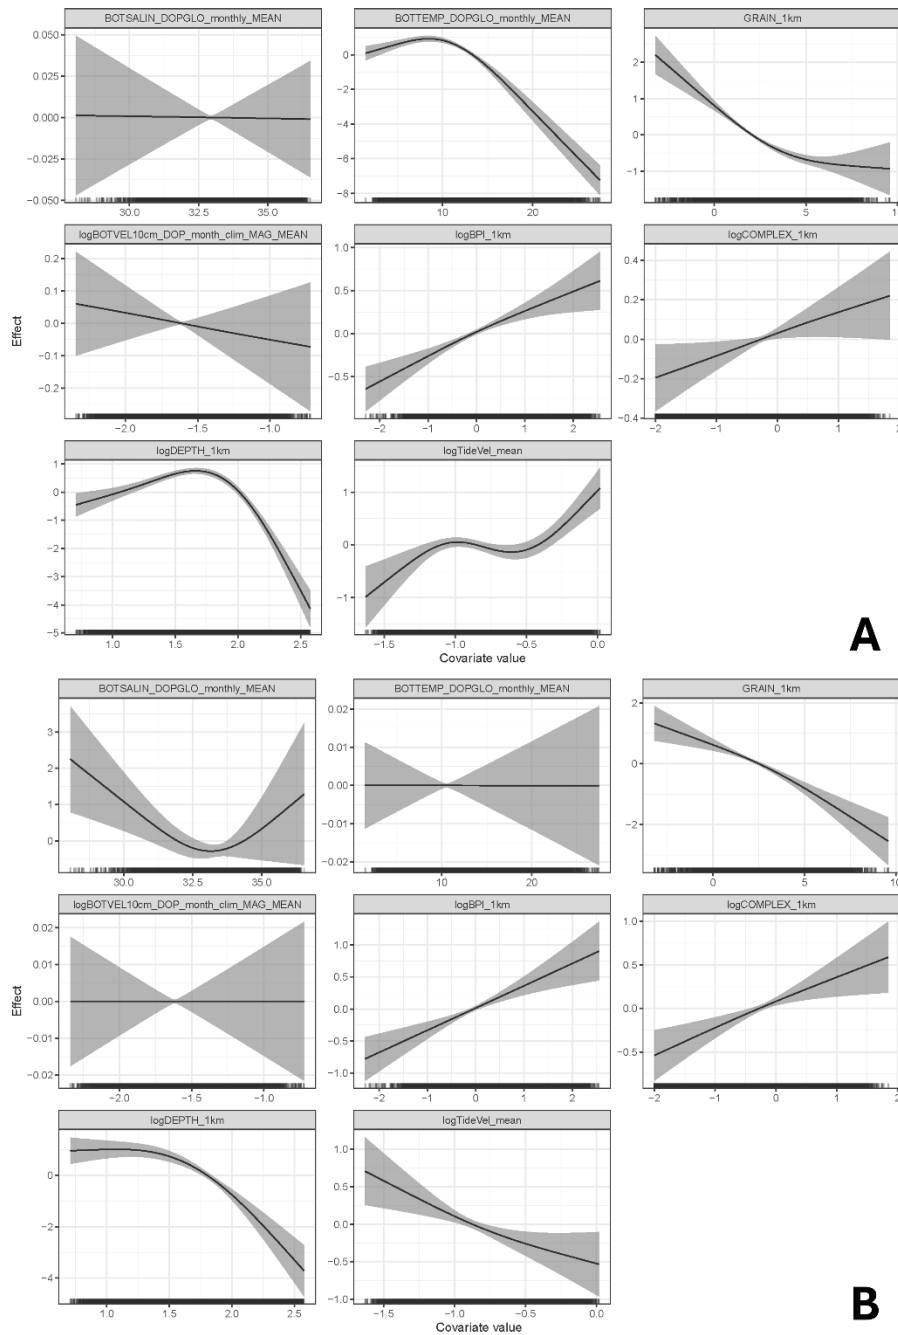 BOTSALIN_DOPGLO_monthly_MEAN
BOTTEMP_DOPGLO_monthly_MEAN
GRAIN_1km
0.050
0.025
0.000
−0.025
−0.050
30.0 32.5 35.0
0
−2
−4
−6
−8
10 20
2
1
0
−1
0 5 10
logBOTVEL10cm_DOP_month_clim_MAG_MEAN
logBPI_1km
logCOMPLEX_1km
Effect
0.2
0.1
0.0
−0.1
−0.2
−2.0 −1.5 −1.0
1.0
0.5
0.0
−0.5
−2 −1 0 1 2
0.4
0.2
0.0
−0.2
−0.4
−2 −1 0 1 2
logDEPTH_1km
logTideVel_mean
1
0
−1
−2
−3
−4
−5
1.0 1.5 2.0 2.5
1
0
−1
−1.5 −1.0 −0.5 0.0
Covariate value
A
BOTSALIN_DOPGLO_monthly_MEAN
BOTTEMP_DOPGLO_monthly_MEAN
GRAIN_1km
3
2
1
0
30.0 32.5 35.0
0.02
0.01
0.00
−0.01
−0.02
10 20
2
0
−2
0 5 10
logBOTVEL10cm_DOP_month_clim_MAG_MEAN
logBPI_1km
logCOMPLEX_1km
Effect
0.02
0.01
0.00
−0.01
−0.02
−2.0 −1.5 −1.0
1.0
0.5
0.0
−0.5
−1.0
−2 −1 0 1 2
1.0
0.5
0.0
−0.5
−2 −1 0 1 2
logDEPTH_1km
logTideVel_mean
0
−2
−4
1.0 1.5 2.0 2.5
1.0
0.5
0.0
−0.5
−1.0
−1.5 −1.0 −0.5 0.0
Covariate value
B